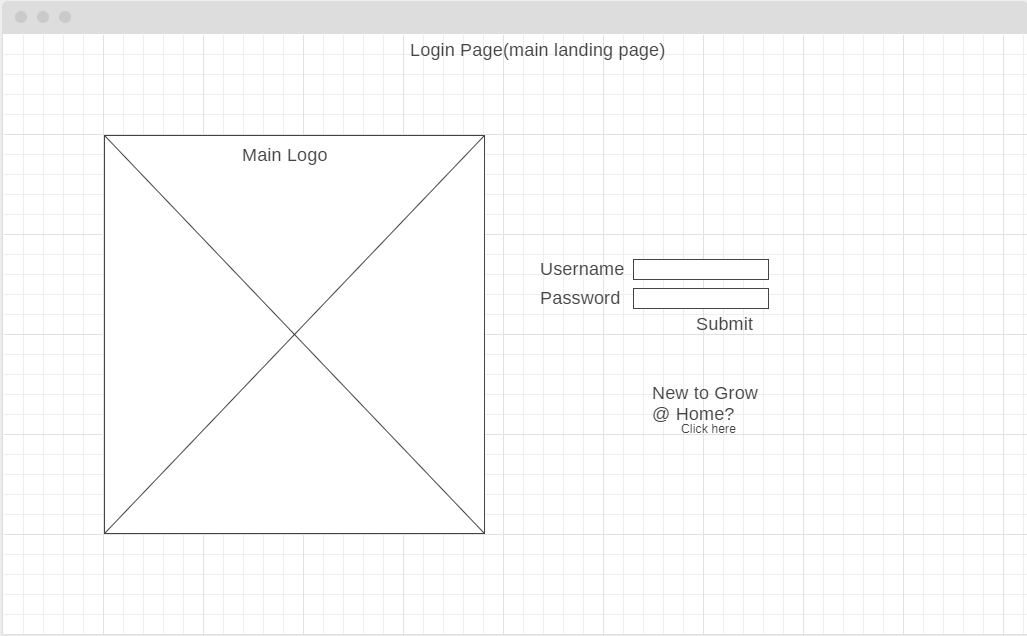 Login Page(main landing page)
Main Logo
Username
Password
Submit
New to Grow
@ Home?
Click here